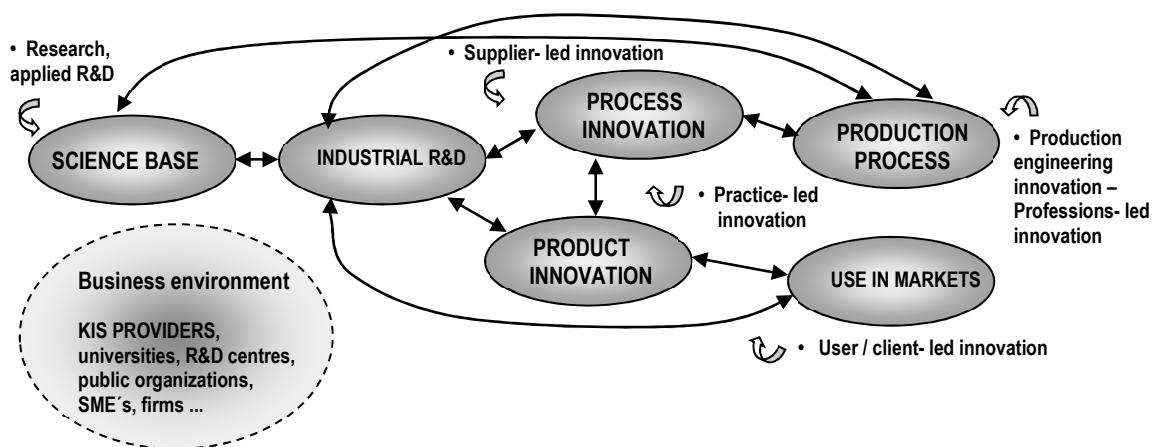 • Research,
applied R&D
• Supplier- led innovation
SCIENCE BASE
INDUSTRIAL R&D
PROCESS
INNOVATION
PRODUCTION
PROCESS
• Production
engineering
innovation –
Professions- led
innovation
• Practice- led
innovation
PRODUCT
INNOVATION
USE IN MARKETS
• User / client- led innovation
Business environment
KIS PROVIDERS,
universities, R&D centres,
public organizations,
SME´s, firms ...